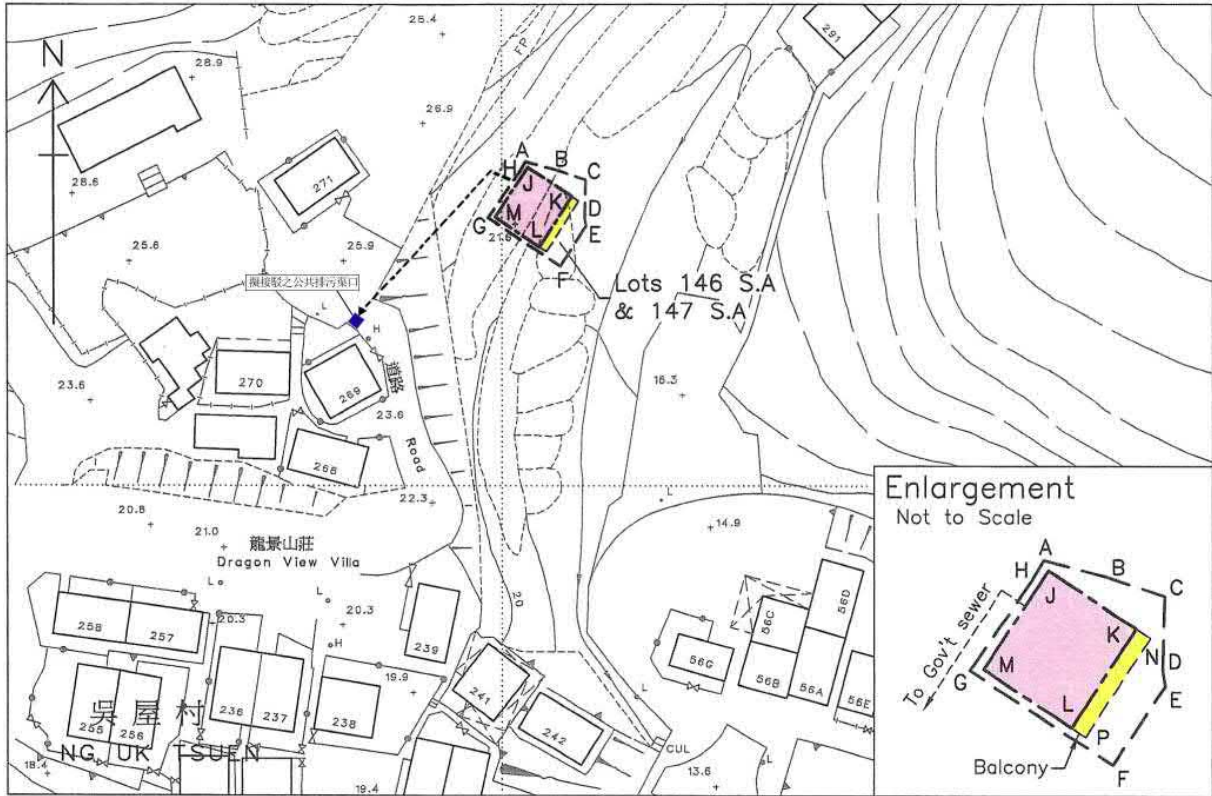 N
25.4
FP
291
28.9
26.9
A
B
C
H
J
K
D
M
E
G
L
F
28.6
271
25.6
25.9
擬接駁之公共排污渠口
L
H
Lots 146 S.A
& 147 S.A
道路
Road
23.6
270
269
23.6
16.3
268
22.3
L
20.8
21.0
龍景山莊
Dragon View Villa
14.9
L
L
20.3
20.3
H
258
257
239
20
56C
56D
56G
56B
56A
56E
19.9
241
236
237
238
242
255
256
吳屋村
NG UK TSUEN
18.4
19.4
L
CUL
L
13.6
Enlargement
Not to Scale
A
B
C
H
J
K
N
D
M
E
G
L
P
F
To Gov't sewer
Balcony